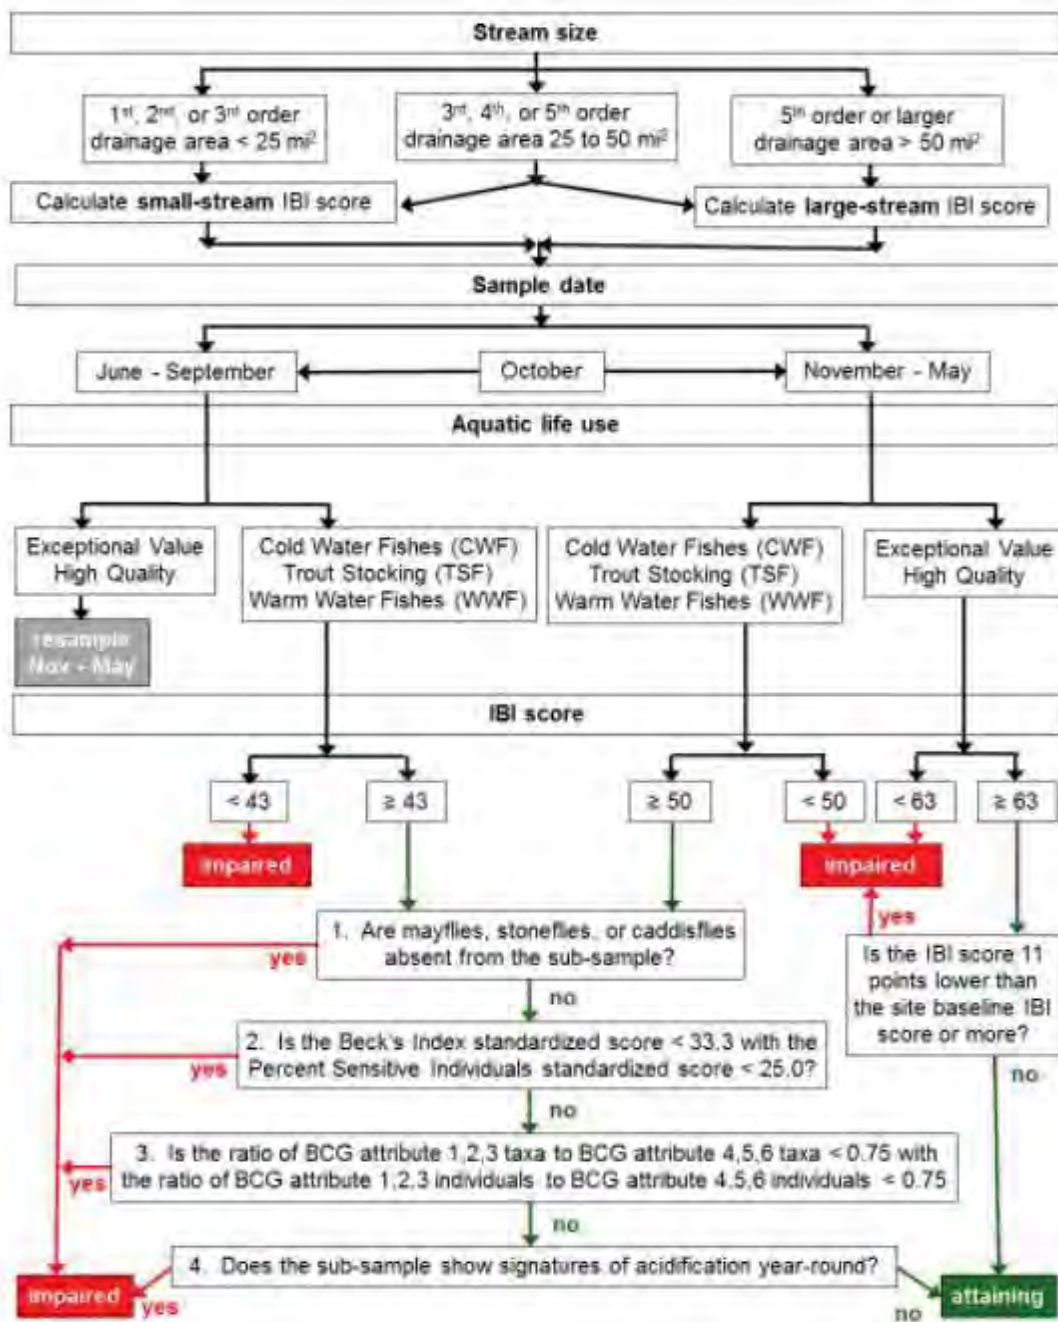 Stream size
1st, 2nd, or 3rd order
drainage area < 25 mi2
3rd, 4th, or 5th order
drainage area 25 to 50 mi2
5th order or larger
drainage area > 50 mi2
Calculate small-stream IBI score
Calculate large-stream IBI score
Sample date
June - September
October
November - May
Aquatic life use
Exceptional Value
High Quality
Cold Water Fishes (CWF)
Trout Stocking (TSF)
Warm Water Fishes (WWF)
Cold Water Fishes (CWF)
Trout Stocking (TSF)
Warm Water Fishes (WWF)
Exceptional Value
High Quality
resample
Nov - May
IBI score
< 43
≥ 43
≥ 50
< 50
< 63
≥ 63
impaired
impaired
yes
1. Are mayflies, stoneflies, or caddisflies
absent from the sub-sample?
yes
no
Is the IBI score 11
points lower than
the site baseline IBI
score or more?
no
2. Is the Beck's Index standardized score < 33.3 with the
Percent Sensitive Individuals standardized score < 25.0?
yes
no
3. Is the ratio of BCG attribute 1,2,3 taxa to BCG attribute 4,5,6 taxa < 0.75 with
the ratio of BCG attribute 1,2,3 individuals to BCG attribute 4,5,6 individuals < 0.75
yes
no
4. Does the sub-sample show signatures of acidification year-round?
impaired
yes
no
attaining